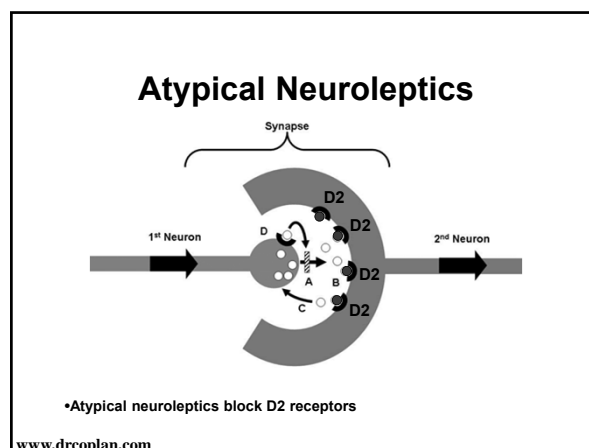 Atypical Neuroleptics
Synapse
D2
D
D2
1st Neuron
2nd Neuron
D2
A
B
C
D2
•Atypical neuroleptics block D2 receptors
www.drcoplan.com